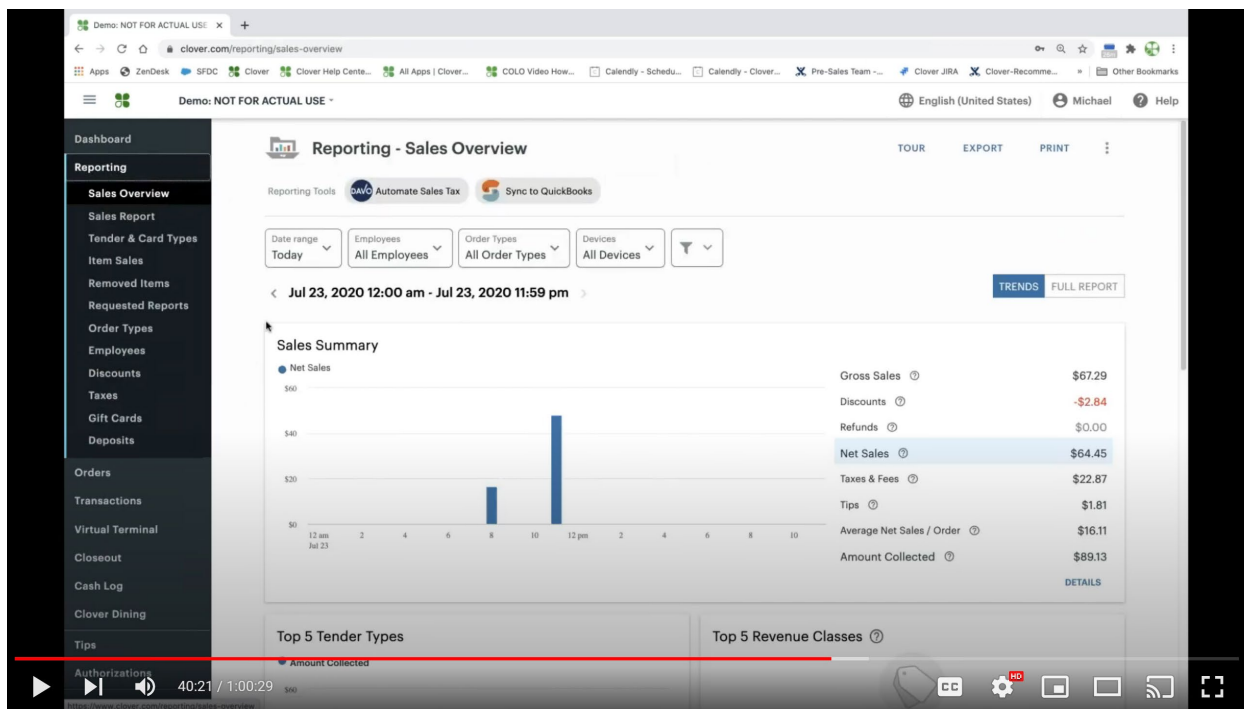 Demo: NOT FOR ACTUAL USE × +
clover.com/reporting/sales-overview
Apps ZenDesk SFDC Clover Clover Help Cente... All Apps | Clover... COLO Video How... Calendly - Schedu... Calendly - Clover... Pre-Sales Team -... Clover JIRA Clover-Recomme... » Other Bookmarks
Demo: NOT FOR ACTUAL USE English (United States) Michael Help
Dashboard
Reporting
Sales Overview
Sales Report
Tender & Card Types
Item Sales
Removed Items
Requested Reports
Order Types
Employees
Discounts
Taxes
Gift Cards
Deposits
Orders
Transactions
Virtual Terminal
Closeout
Cash Log
Clover Dining
Tips
Authorizations
Reporting - Sales Overview TOUR EXPORT PRINT
Reporting Tools DAVO Automate Sales Tax Sync to QuickBooks
Date range Employees Order Types Devices
Today All Employees All Order Types All Devices
< Jul 23, 2020 12:00 am - Jul 23, 2020 11:59 pm > TRENDS FULL REPORT
Sales Summary
Net Sales
$60
$40
$20
$0
12 am 2 4 6 8 10 12 pm 2 4 6 8 10
Jul 23
Gross Sales ? $67.29
Discounts ? -$2.84
Refunds ? $0.00
Net Sales ? $64.45
Taxes & Fees ? $22.87
Tips ? $1.81
Average Net Sales / Order ? $16.11
Amount Collected ? $89.13
DETAILS
Top 5 Tender Types
Amount Collected
$60
Top 5 Revenue Classes ?
40:21 / 1:00:29 CC HD
https://www.clover.com/reporting/sales-overview